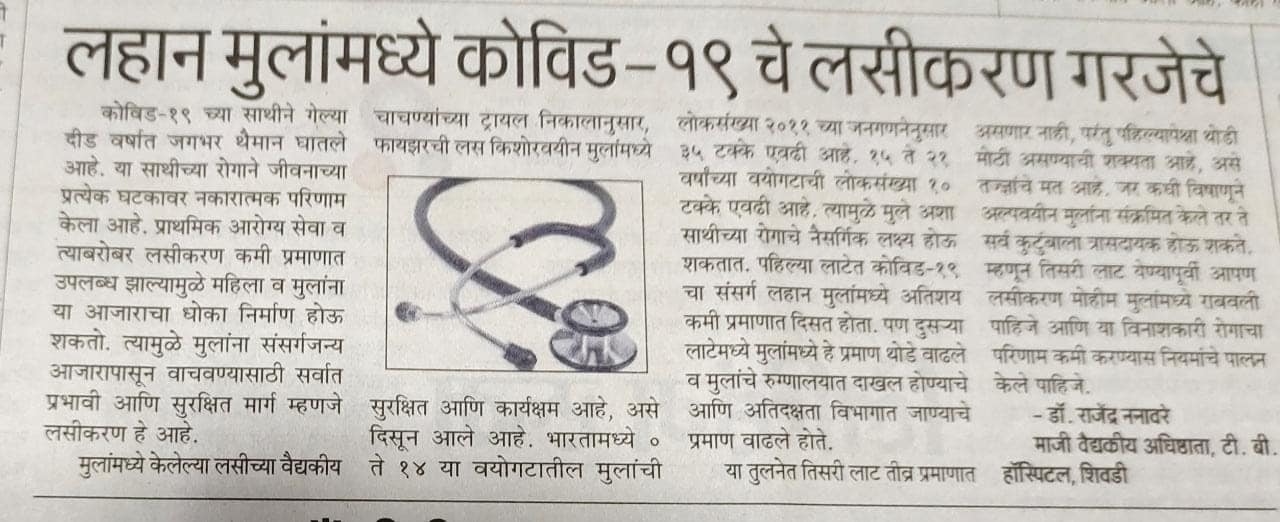 लहान मुलांमध्ये कोविड-१९ चे लसीकरण गरजेचे
कोविड-१९ च्या साथीने गेल्या
दीड वर्षात जगभर थैमान घातले
आहे. या साथीच्या रोगाने जीवनाच्या
प्रत्येक घटकावर नकारात्मक परिणाम
केला आहे. प्राथमिक आरोग्य सेवा व
त्याबरोबर लसीकरण कमी प्रमाणात
उपलब्ध झाल्यामुळे महिला व मुलांना
या आजाराचा धोका निर्माण होऊ
शकतो. त्यामुळे मुलांना संसर्गजन्य
आजारापासून वाचवण्यासाठी सर्वात
प्रभावी आणि सुरक्षित मार्ग म्हणजे
लसीकरण हे आहे.
मुलांमध्ये केलेल्या लसीच्या वैद्यकीय
चाचण्यांच्या ट्रायल निकालानुसार,
फायझरची लस किशोरवयीन मुलांमध्ये
सुरक्षित आणि कार्यक्षम आहे, असे
दिसून आले आहे. भारतामध्ये ०
ते १४ या वयोगटातील मुलांची
लोकसंख्या २०११ च्या जनगणनेनुसार
३५ टक्के एवढी आहे. १५ ते २१
वर्षांच्या वयोगटाची लोकसंख्या १०
टक्के एवढी आहे. त्यामुळे मुले अशा
साथीच्या रोगाचे नैसर्गिक लक्ष्य होऊ
शकतात. पहिल्या लाटेत कोविड-१९
चा संसर्ग लहान मुलांमध्ये अतिशय
कमी प्रमाणात दिसत होता. पण दुसऱ्या
लाटेमध्ये मुलांमध्ये हे प्रमाण थोडे वाढले
व मुलांचे रुग्णालयात दाखल होण्याचे
आणि अतिदक्षता विभागात जाण्याचे
प्रमाण वाढले होते.
या तुलनेत तिसरी लाट तीव्र प्रमाणात
असणार नाही, परंतु पहिल्यापेक्षा थोडी
मोठी असण्याची शक्यता आहे, असे
तज्ज्ञांचे मत आहे. जर कधी विषाणूने
अल्पवयीन मुलांना संक्रमित केले तर ते
सर्व कुटुंबाला त्रासदायक होऊ शकते.
म्हणून तिसरी लाट येण्यापूर्वी आपण
लसीकरण मोहीम मुलांमध्ये राबवली
पाहिजे आणि या विनाशकारी रोगाचा
परिणाम कमी करण्यास नियमांचे पालन
केले पाहिजे.
- डॉ. राजेंद्र ननावरे
माजी वैद्यकीय अधिष्ठाता, टी. बी.
हॉस्पिटल, शिवडी